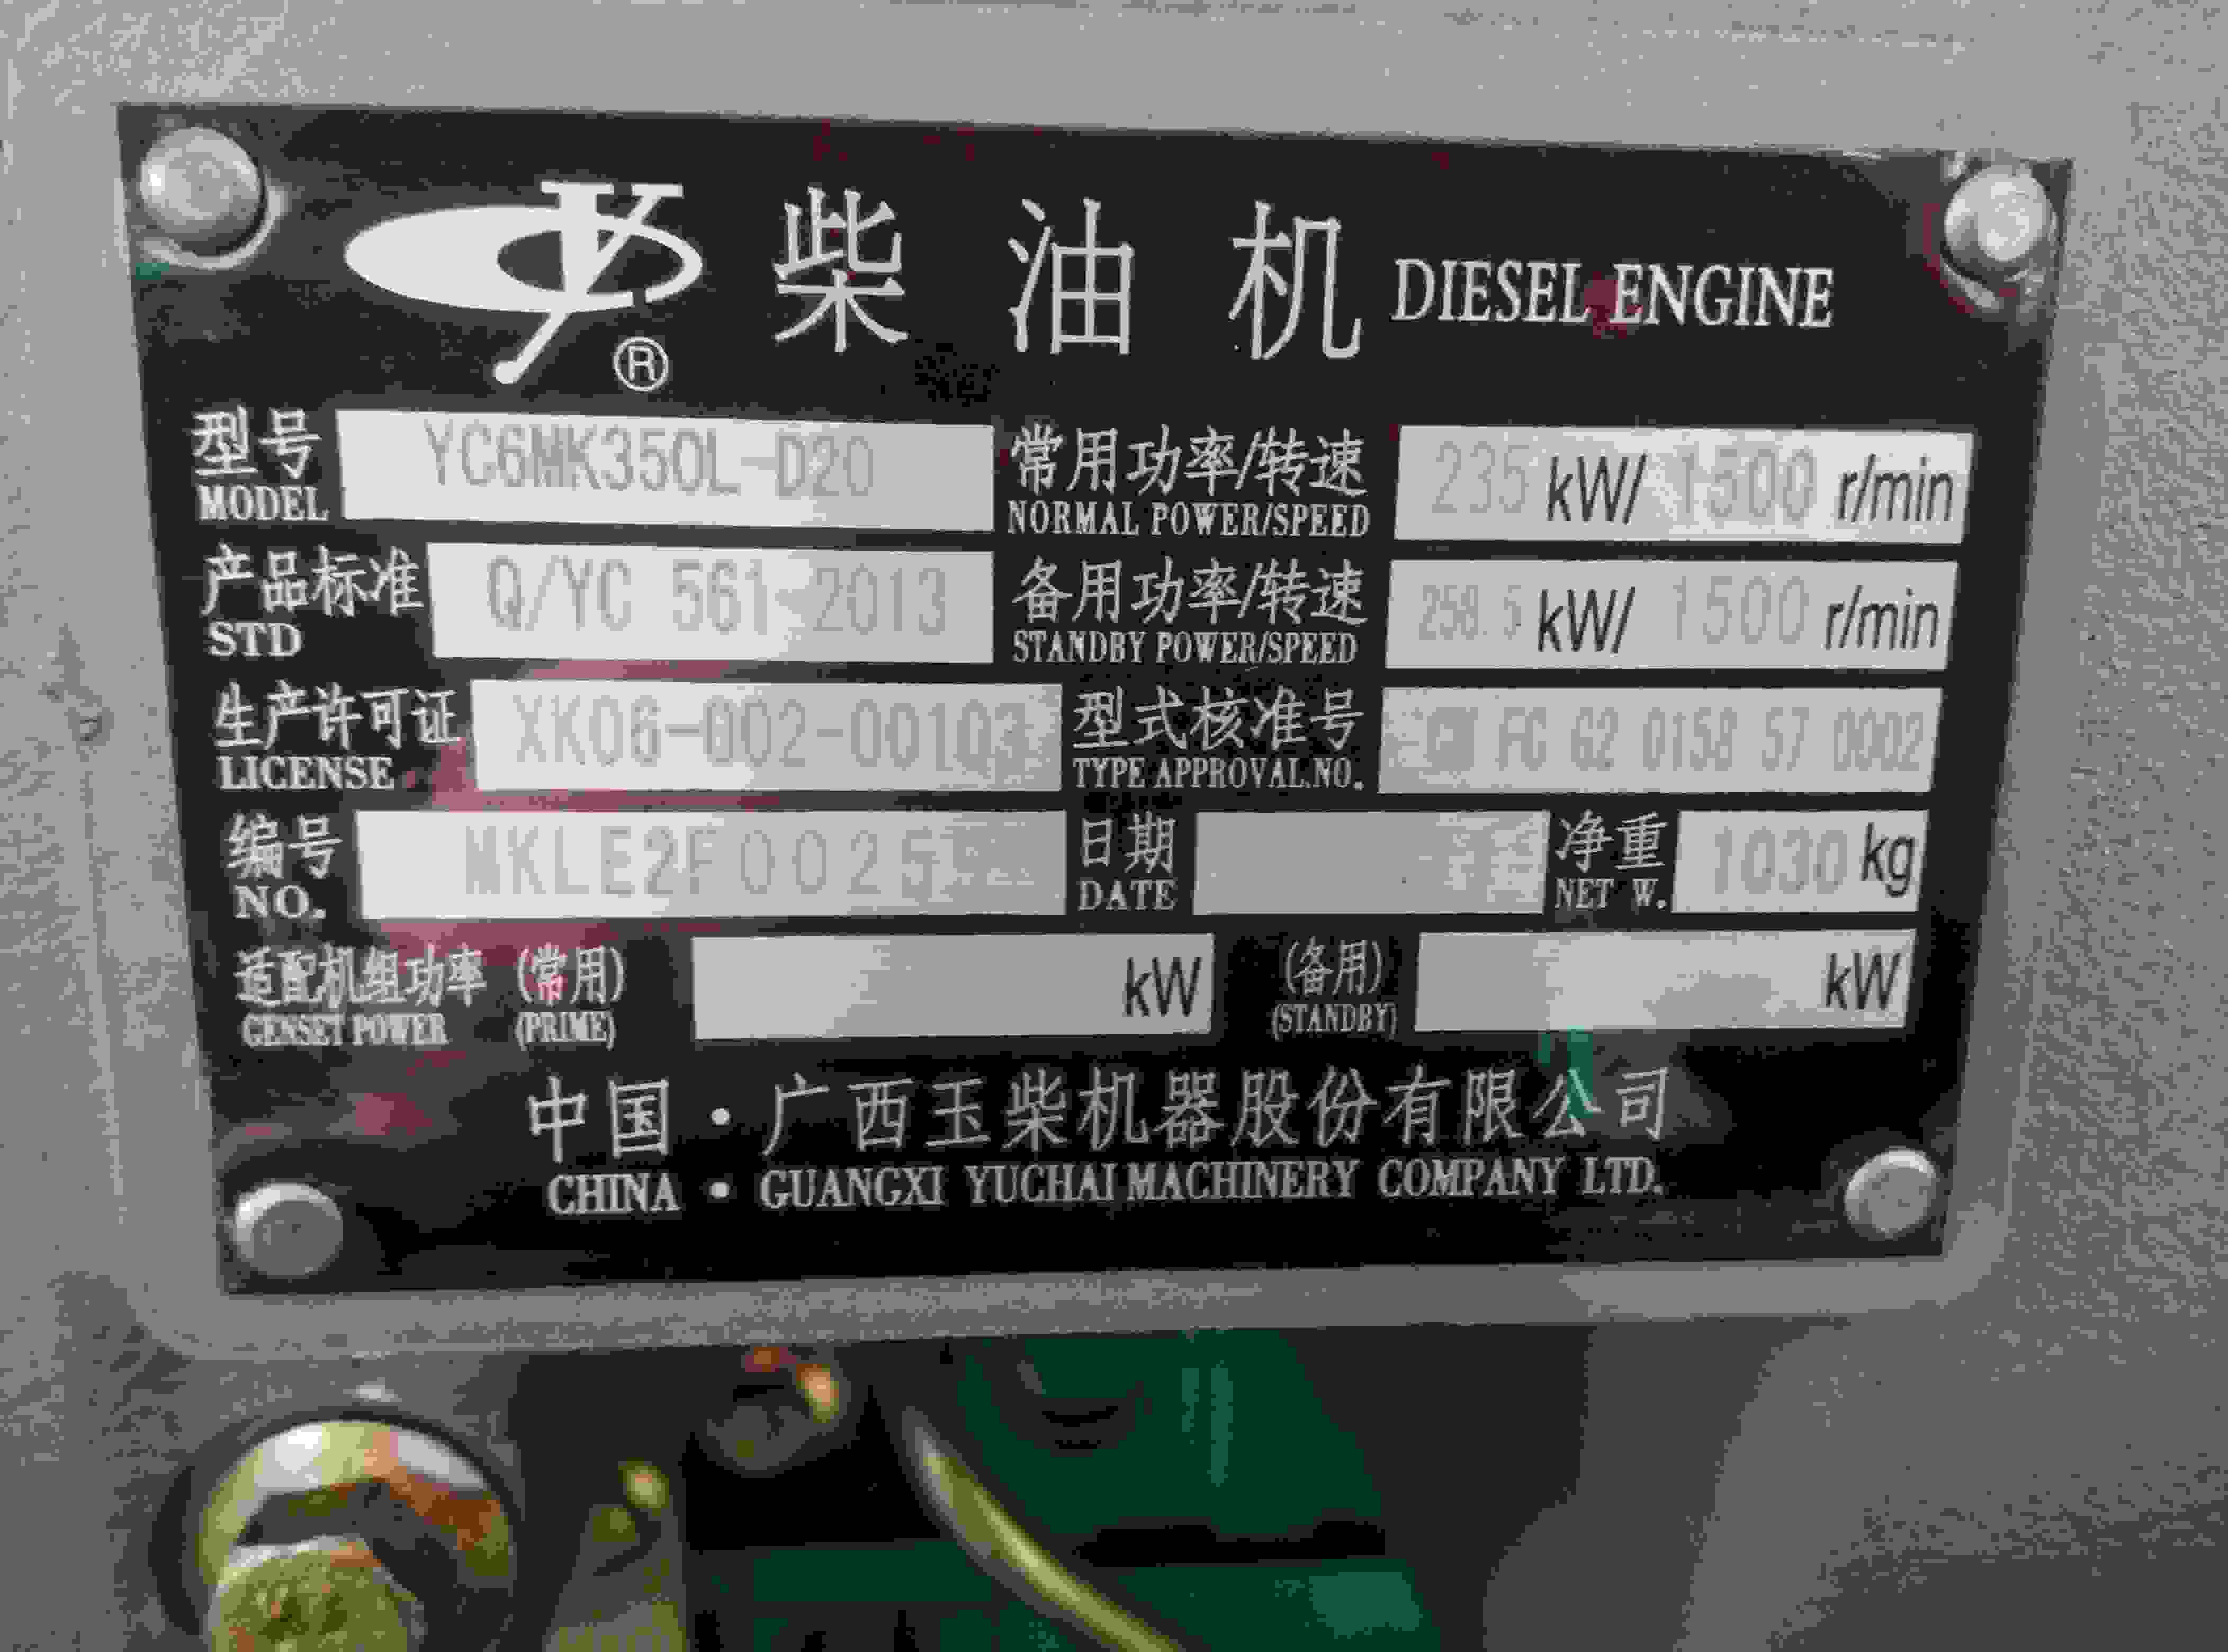 ® 柴油机 DIESEL ENGINE
型号 YC6MK350L-D20 常用功率/转速 235 kW/ 1500 r/min
MODEL NORMAL POWER/SPEED
产品标准 Q/YC 561-2013 备用功率/转速 258.5 kW/ 1500 r/min
STD STANDBY POWER/SPEED
生产许可证 XK06-002-00103 型式核准号 FC G2 0158 57 0002
LICENSE TYPE APPROVAL.NO.
编号 日期 净重 1030 kg
NO. DATE NET W.
适配机组功率 (常用) kW (备用) kW
GENSET POWER (PRIME) (STANDBY)
中国·广西玉柴机器股份有限公司
CHINA · GUANGXI YUCHAI MACHINERY COMPANY LTD.